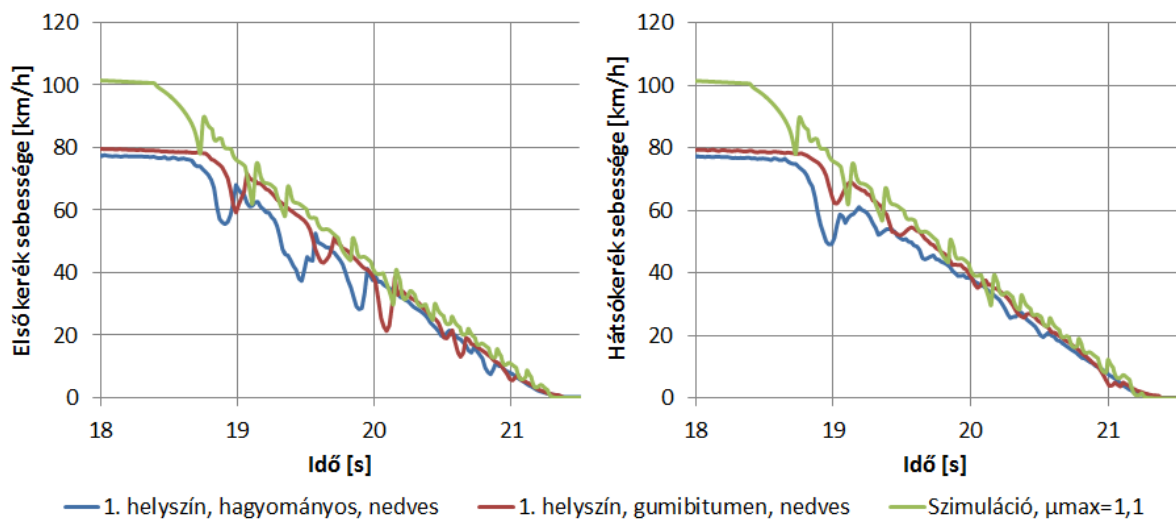 120
100
80
60
40
20
0
Elsőkerék sebessége [km/h]
18 19 20 21
Idő [s]
120
100
80
60
40
20
0
Hátsókerék sebessége [km/h]
18 19 20 21
Idő [s]
1. helyszín, hagyományos, nedves
1. helyszín, gumibitumen, nedves
Szimuláció, μmax=1,1